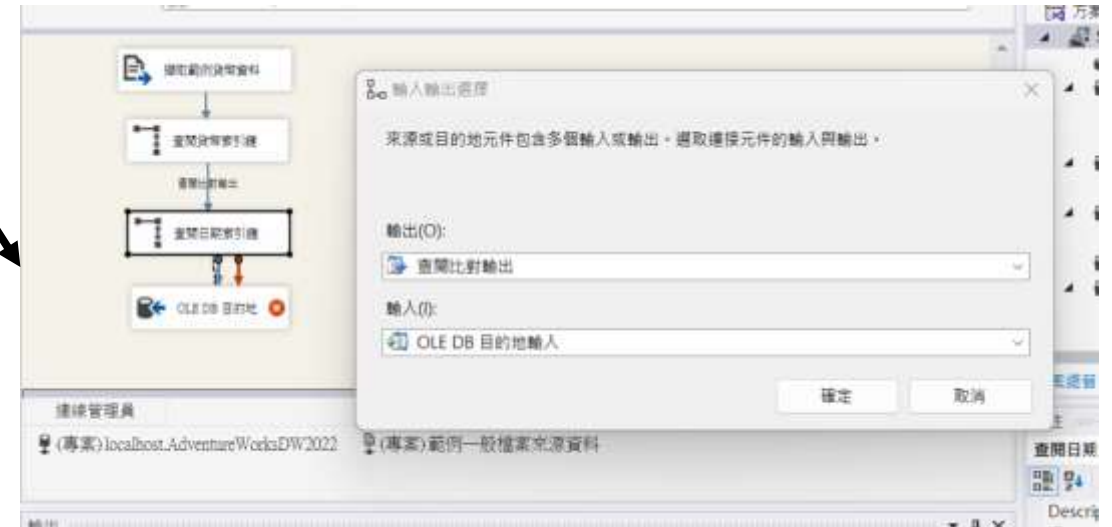 方案
擷取範例貨幣資料
輸入輸出選擇
來源或目的地元件包含多個輸入或輸出。選取連接元件的輸入與輸出。
查閱貨幣索引鍵
查閱比對輸出
查閱日期索引鍵
輸出(O):
查閱比對輸出
OLE DB 目的地
輸入(I):
OLE DB 目的地輸入
確定
取消
連線管理員
(專案) localhost.AdventureWorksDW2022
(專案) 範例一般檔案來源資料
查閱日期
輸出
Descrip